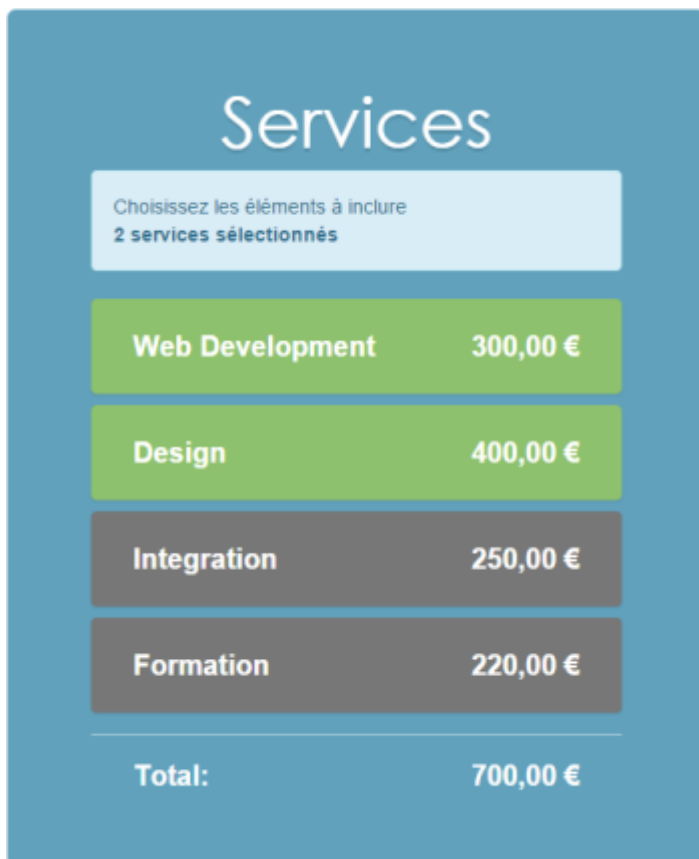 Services
Choisissez les éléments à inclure
2 services sélectionnés
Web Development 300,00 €
Design 400,00 €
Integration 250,00 €
Formation 220,00 €
Total: 700,00 €